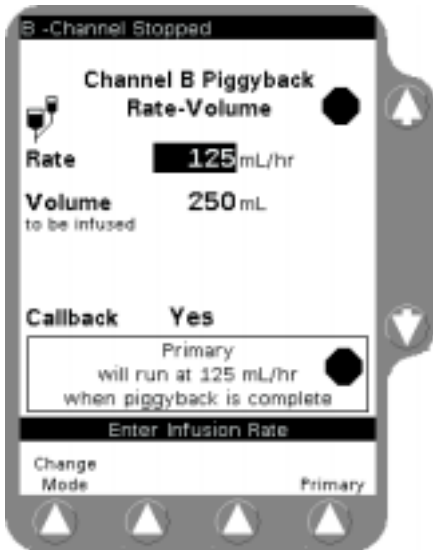 B -Channel Stopped
Channel B Piggyback
Rate-Volume
Rate 125 mL/hr
Volume 250 mL
to be infused
Callback Yes
Primary
will run at 125 mL/hr
when piggyback is complete
Enter Infusion Rate
Change
Mode Primary